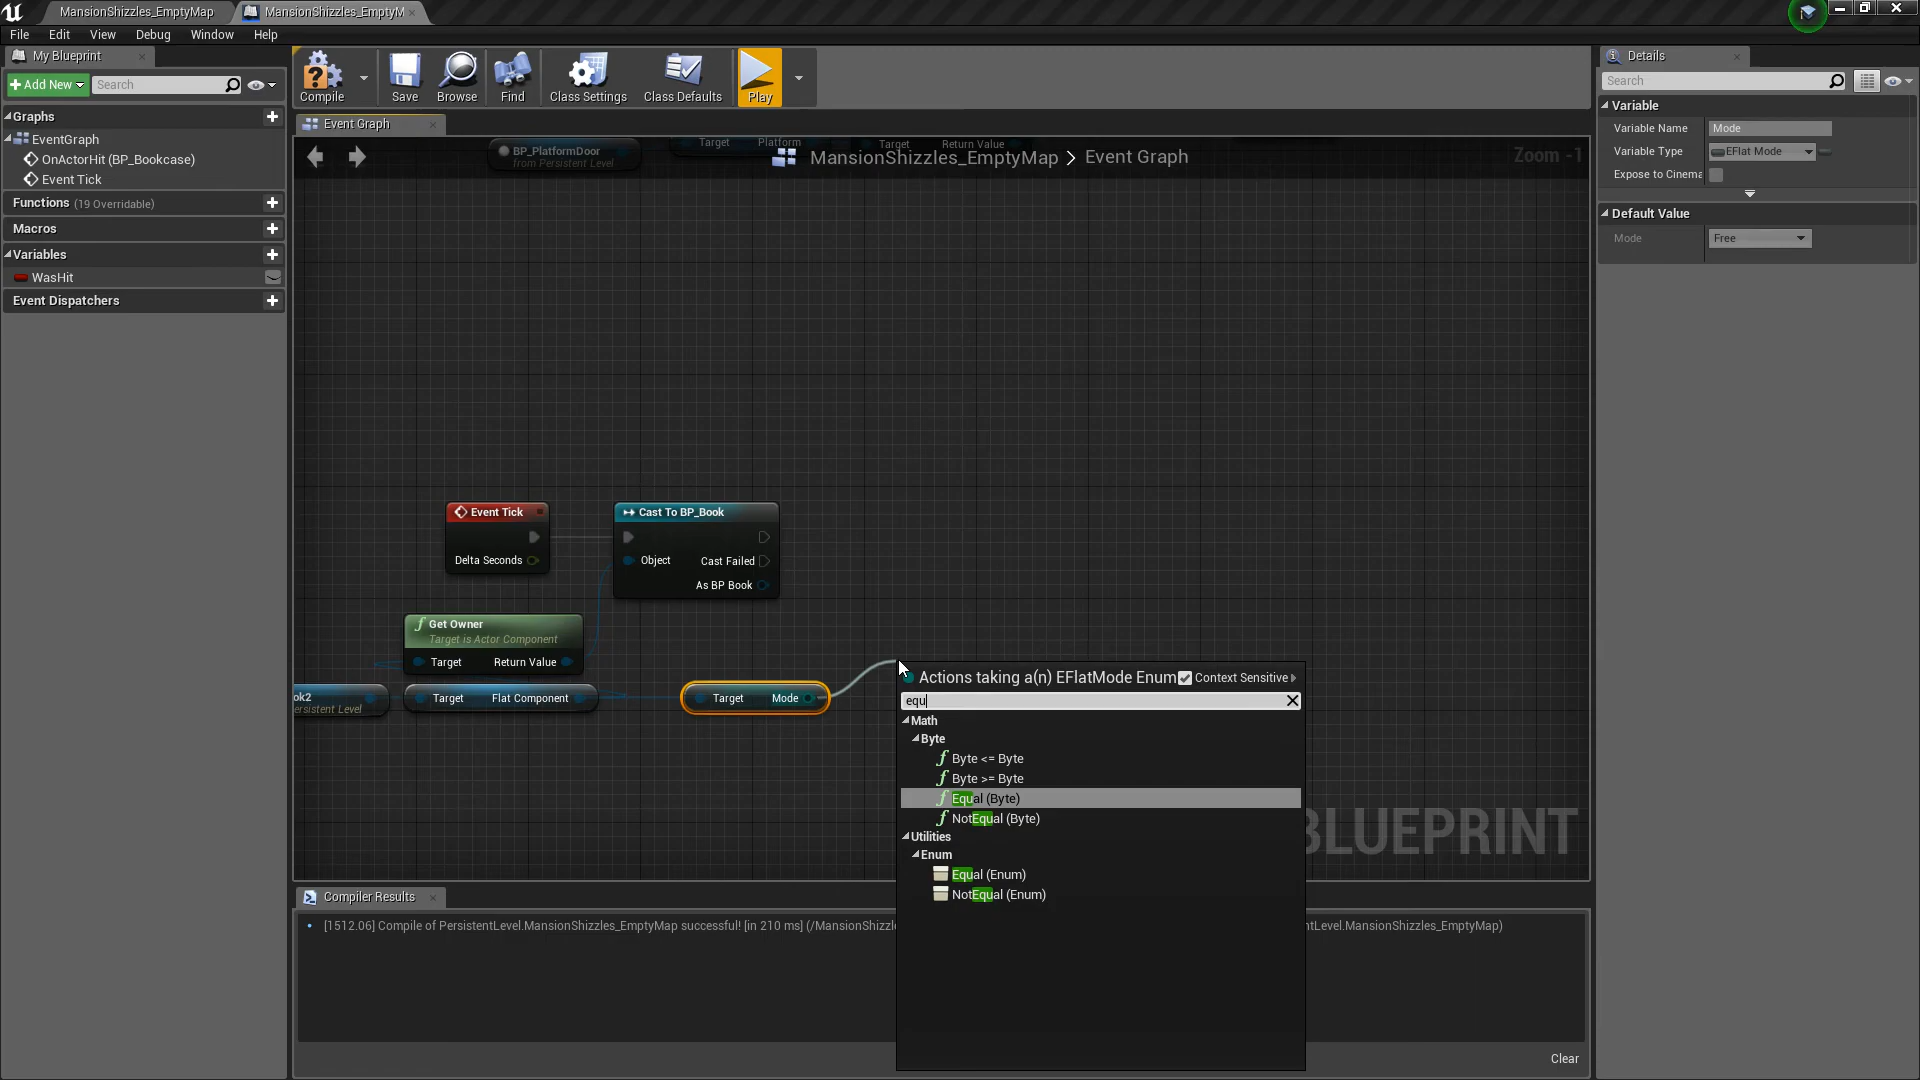 MansionShizzles_EmptyMap
MansionShizzles_EmptyM
File Edit View Debug Window Help
My Blueprint
Add New
Search
Graphs
EventGraph
OnActorHit (BP_Bookcase)
Event Tick
Functions (19 Overridable)
Macros
Variables
WasHit
Event Dispatchers
Compile
Save
Browse
Find
Class Settings
Class Defaults
Play
Event Graph
BP_PlatformDoor
from Persistent Level
Target Platform
Target Return Value
MansionShizzles_EmptyMap > Event Graph
Zoom -1
Event Tick
Delta Seconds
Cast To BP_Book
Object
Cast Failed
As BP Book
Get Owner
Target is Actor Component
Target Return Value
ok2
ersistent Level
Target Flat Component
Target Mode
Actions taking a(n) EFlatMode Enum
Context Sensitive
equ
Math
Byte
Byte <= Byte
Byte >= Byte
Equal (Byte)
NotEqual (Byte)
Utilities
Enum
Equal (Enum)
NotEqual (Enum)
BLUEPRINT
Compiler Results
[1512.06] Compile of PersistentLevel.MansionShizzles_EmptyMap successful! [in 210 ms] (/MansionShizzle
ntLevel.MansionShizzles_EmptyMap)
Clear
Details
Search
Variable
Variable Name Mode
Variable Type EFlat Mode
Expose to Cinema
Default Value
Mode Free